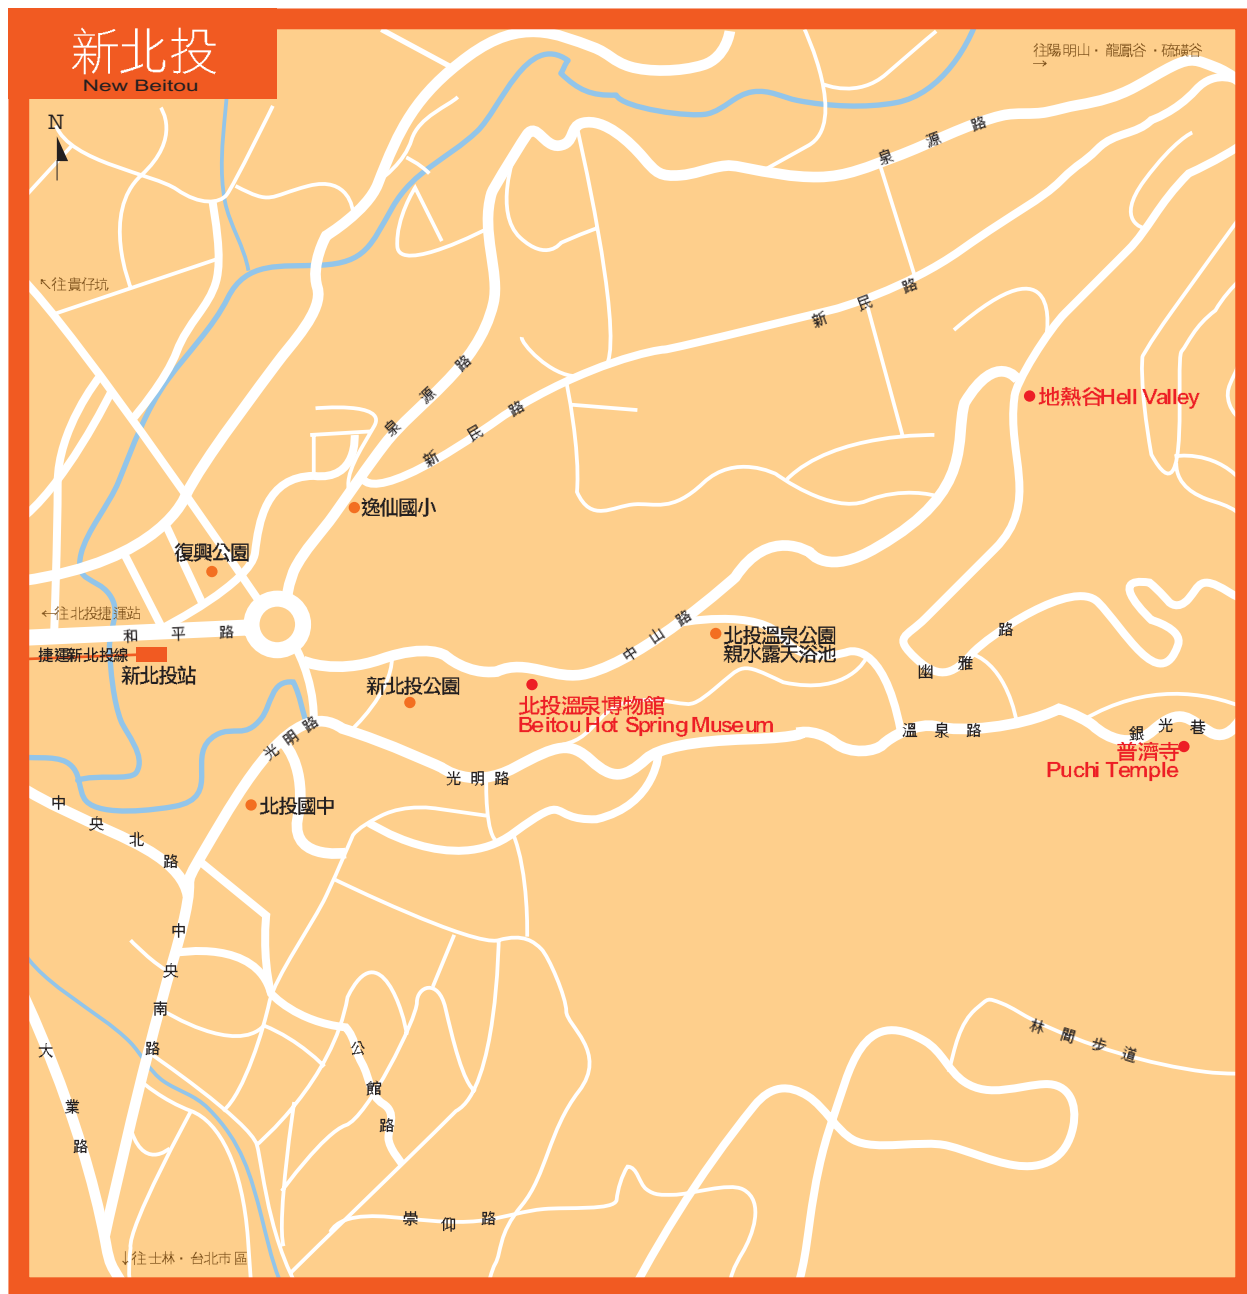 新北投
New Beitou
N
往陽明山・龍鳳谷・硫磺谷
→
泉源路
↖往貴仔坑
新民路
地熱谷Hell Valley
泉源路
新民路
逸仙國小
復興公園
←往北投捷運站
和平路
捷運新北投線
新北投站
中山路
北投溫泉公園
親水露天浴池
幽雅路
新北投公園
北投溫泉博物館
Beitou Hot Spring Museum
光明路
溫泉路
銀光巷
普濟寺
Puchi Temple
光明路
北投國中
中央北路
中央南路
大業路
公館路
林間步道
崇仰路
↓往士林・台北市區